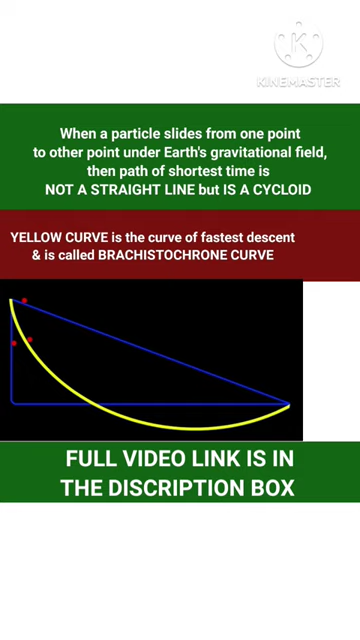 K
KINEMASTER
When a particle slides from one point
to other point under Earth's gravitational field,
then path of shortest time is
NOT A STRAIGHT LINE but IS A CYCLOID
YELLOW CURVE is the curve of fastest descent
& is called BRACHISTOCHRONE CURVE
FULL VIDEO LINK IS IN
THE DISCRIPTION BOX